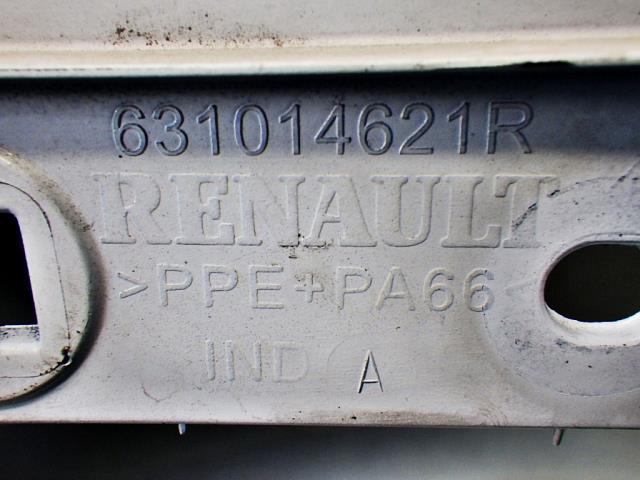 631014621R
RENAULT
>PPE+PA66<
IND A